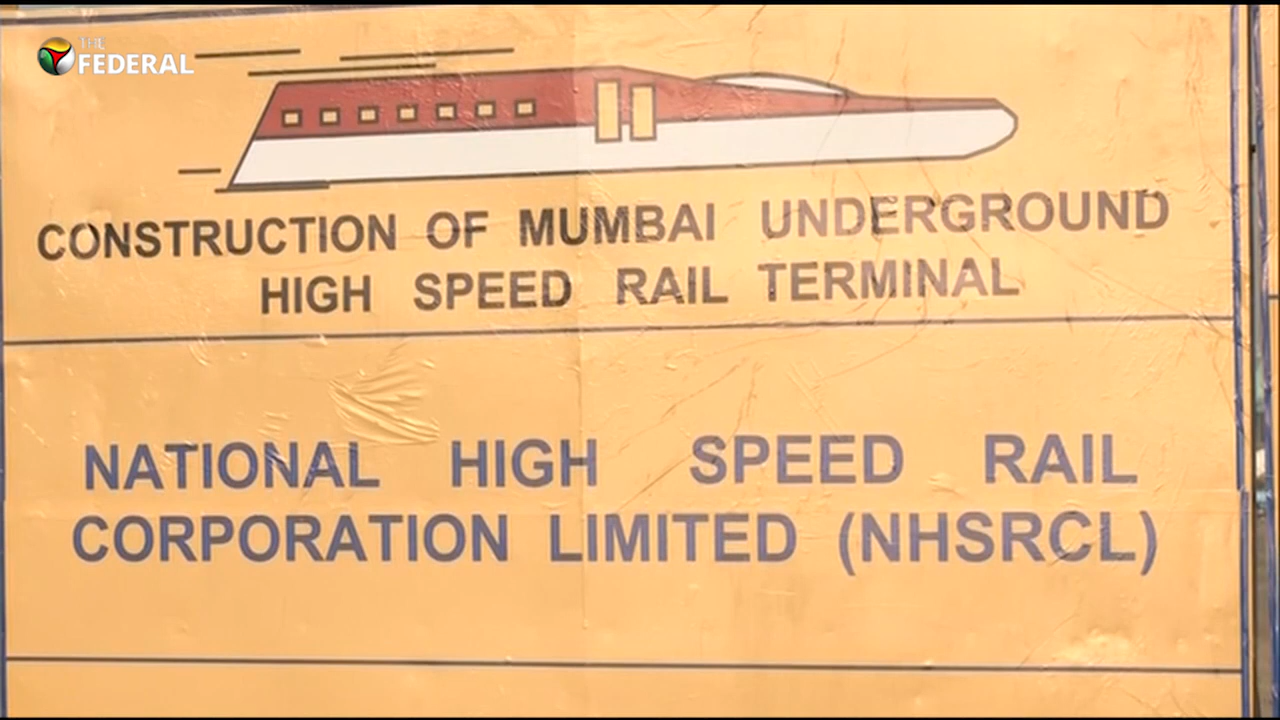 THE
FEDERAL
CONSTRUCTION OF MUMBAI UNDERGROUND
HIGH SPEED RAIL TERMINAL
NATIONAL HIGH SPEED RAIL
CORPORATION LIMITED (NHSRCL)